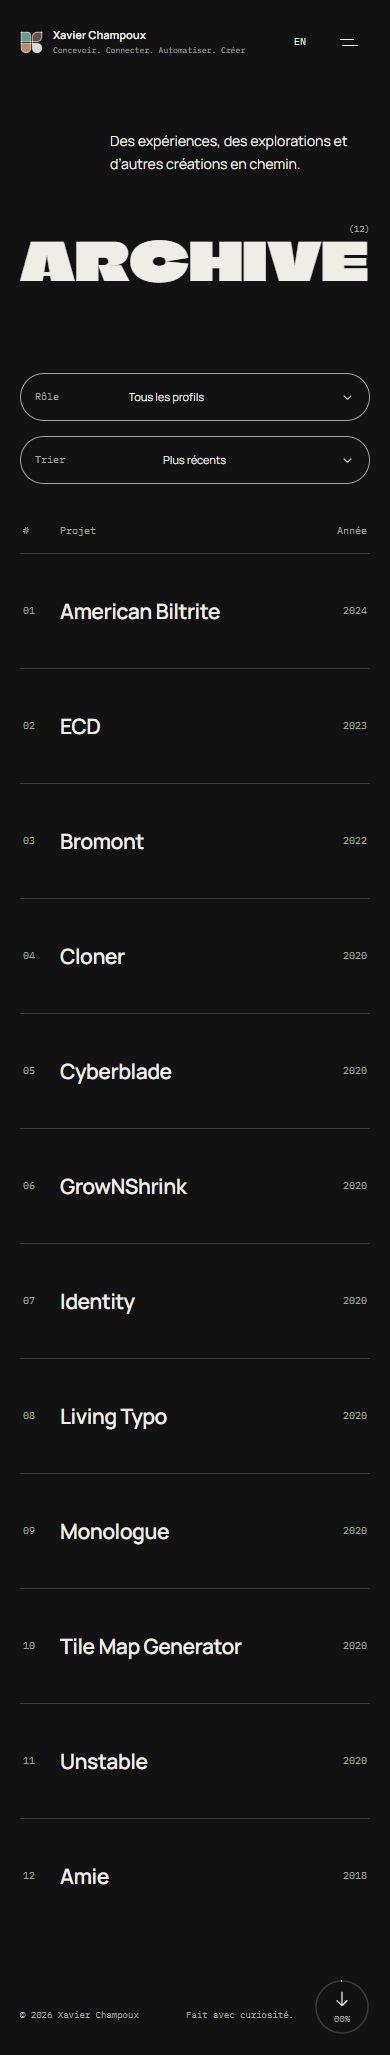 Xavier Champoux
Concevoir. Connecter. Automatiser. Créer
EN
Des expériences, des explorations et
d'autres créations en chemin.
(12)
ARCHIVE
Rôle Tous les profils
Trier Plus récents
# Projet Année
01 American Biltrite 2024
02 ECD 2023
03 Bromont 2022
04 Cloner 2020
05 Cyberblade 2020
06 GrowNShrink 2020
07 Identity 2020
08 Living Typo 2020
09 Monologue 2020
10 Tile Map Generator 2020
11 Unstable 2020
12 Amie 2018
© 2026 Xavier Champoux Fait avec curiosité.
00%